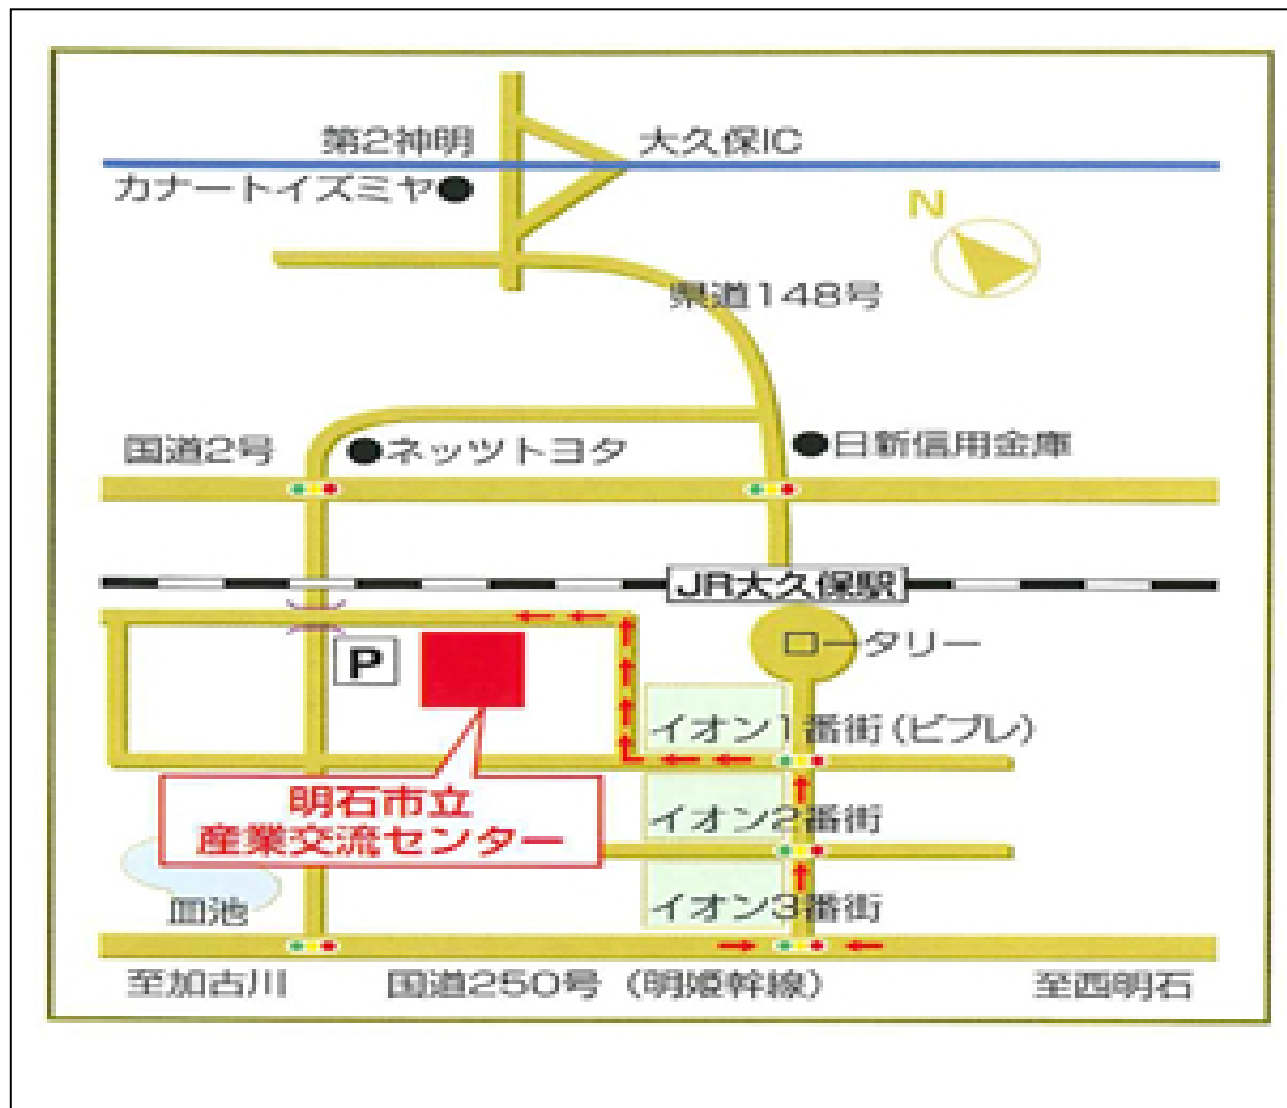 第2神明
大久保IC
カナートイズミヤ
N
県道148号
国道2号
ネッツトヨタ
日新信用金庫
JR大久保駅
ロータリー
P
イオン1番街(ビブレ)
明石市立
産業交流センター
イオン2番街
皿池
イオン3番街
至加古川
国道250号(明姫幹線)
至西明石